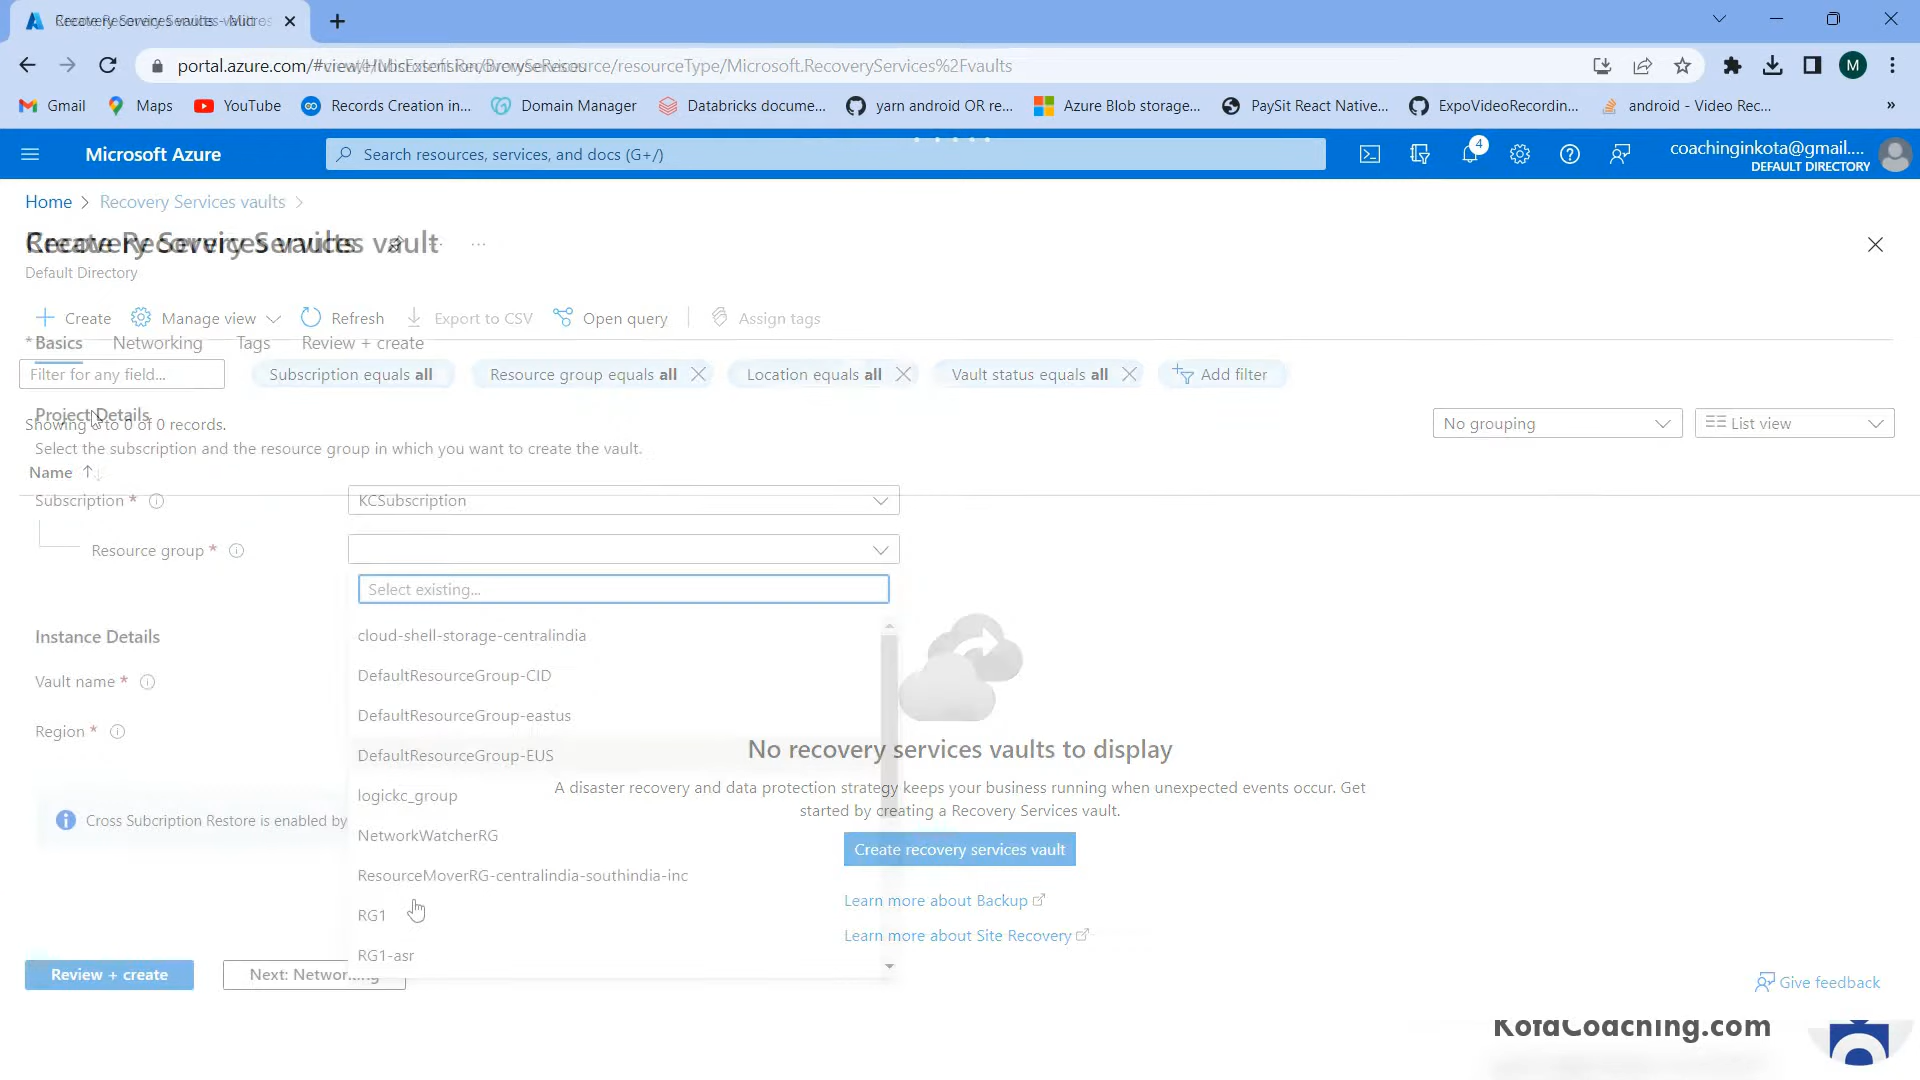 Gmail
Maps
YouTube
Records Creation in...
Domain Manager
Databricks docume...
yarn android OR re...
Azure Blob storage...
PaySit React Native...
ExpoVideoRecordin...
android - Video Rec...
»
Microsoft Azure
Search resources, services, and docs (G+/)
4
coachinginkota@gmail....
DEFAULT DIRECTORY
M
Home > Recovery Services vaults >
Default Directory
Create
Manage view
Refresh
Export to CSV
Open query
Assign tags
* Basics
Networking
Tags
Review + create
Filter for any field...
Subscription equals all
Resource group equals all
Location equals all
Vault status equals all
Add filter
Project Details
No grouping
List view
Select the subscription and the resource group in which you want to create the vault.
Name
Subscription *
KCSubscription
Resource group *
Select existing...
cloud-shell-storage-centralindia
DefaultResourceGroup-CID
DefaultResourceGroup-eastus
DefaultResourceGroup-EUS
logickc_group
NetworkWatcherRG
ResourceMoverRG-centralindia-southindia-inc
RG1
RG1-asr
Instance Details
Vault name *
Region *
Cross Subcription Restore is enabled by
No recovery services vaults to display
A disaster recovery and data protection strategy keeps your business running when unexpected events occur. Get
started by creating a Recovery Services vault.
Create recovery services vault
Learn more about Backup
Learn more about Site Recovery
Review + create
Give feedback
KotaCoaching.com